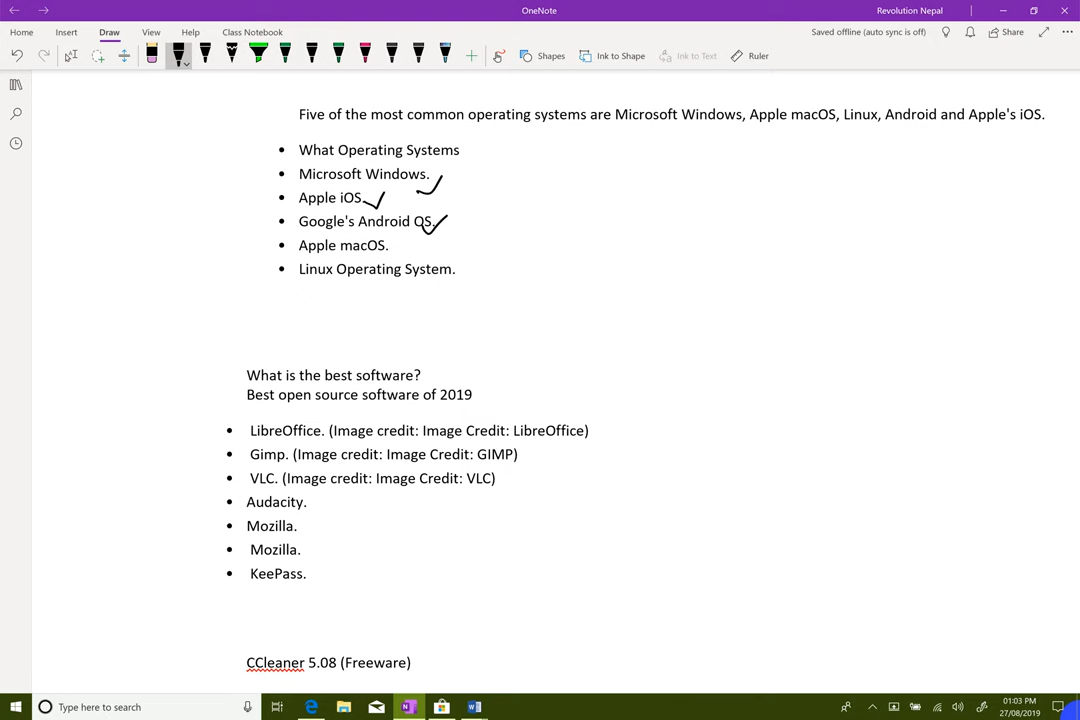 OneNote
Revolution Nepal
Home Insert Draw View Help Class Notebook
Saved offline (auto sync is off)
Share
Shapes
Ink to Shape
Ink to Text
Ruler
Five of the most common operating systems are Microsoft Windows, Apple macOS, Linux, Android and Apple's iOS.
• What Operating Systems
• Microsoft Windows.
• Apple iOS.
• Google's Android OS.
• Apple macOS.
• Linux Operating System.
What is the best software?
Best open source software of 2019
• LibreOffice. (Image credit: Image Credit: LibreOffice)
• Gimp. (Image credit: Image Credit: GIMP)
• VLC. (Image credit: Image Credit: VLC)
• Audacity.
• Mozilla.
• Mozilla.
• KeePass.
CCleaner 5.08 (Freeware)
Type here to search
01:03 PM
27/08/2019